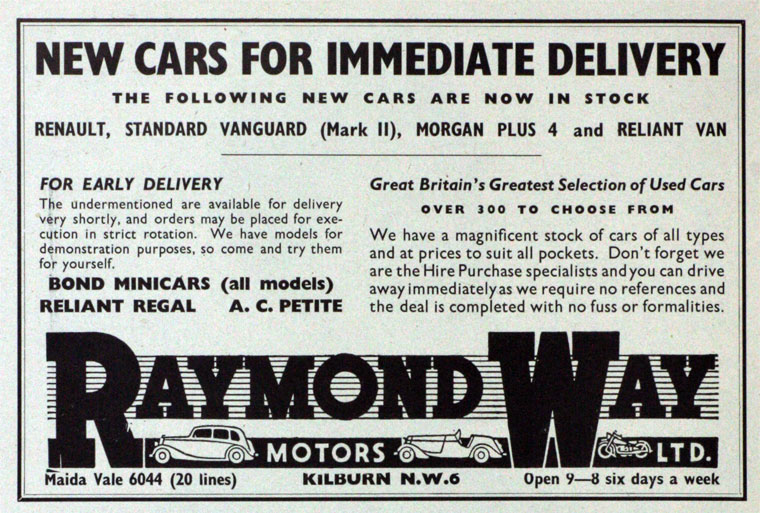 NEW CARS FOR IMMEDIATE DELIVERY
THE FOLLOWING NEW CARS ARE NOW IN STOCK
RENAULT, STANDARD VANGUARD (Mark II), MORGAN PLUS 4 and RELIANT VAN
FOR EARLY DELIVERY
The undermentioned are available for delivery
very shortly, and orders may be placed for exe-
cution in strict rotation. We have models for
demonstration purposes, so come and try them
for yourself.
BOND MINICARS (all models)
RELIANT REGAL A. C. PETITE
Great Britain's Greatest Selection of Used Cars
OVER 300 TO CHOOSE FROM
We have a magnificent stock of cars of all types
and at prices to suit all pockets. Don't forget we
are the Hire Purchase specialists and you can drive
away immediately as we require no references and
the deal is completed with no fuss or formalities.
RAYMOND WAY
MOTORS LTD.
Maida Vale 6044 (20 lines) KILBURN N.W.6 Open 9—8 six days a week